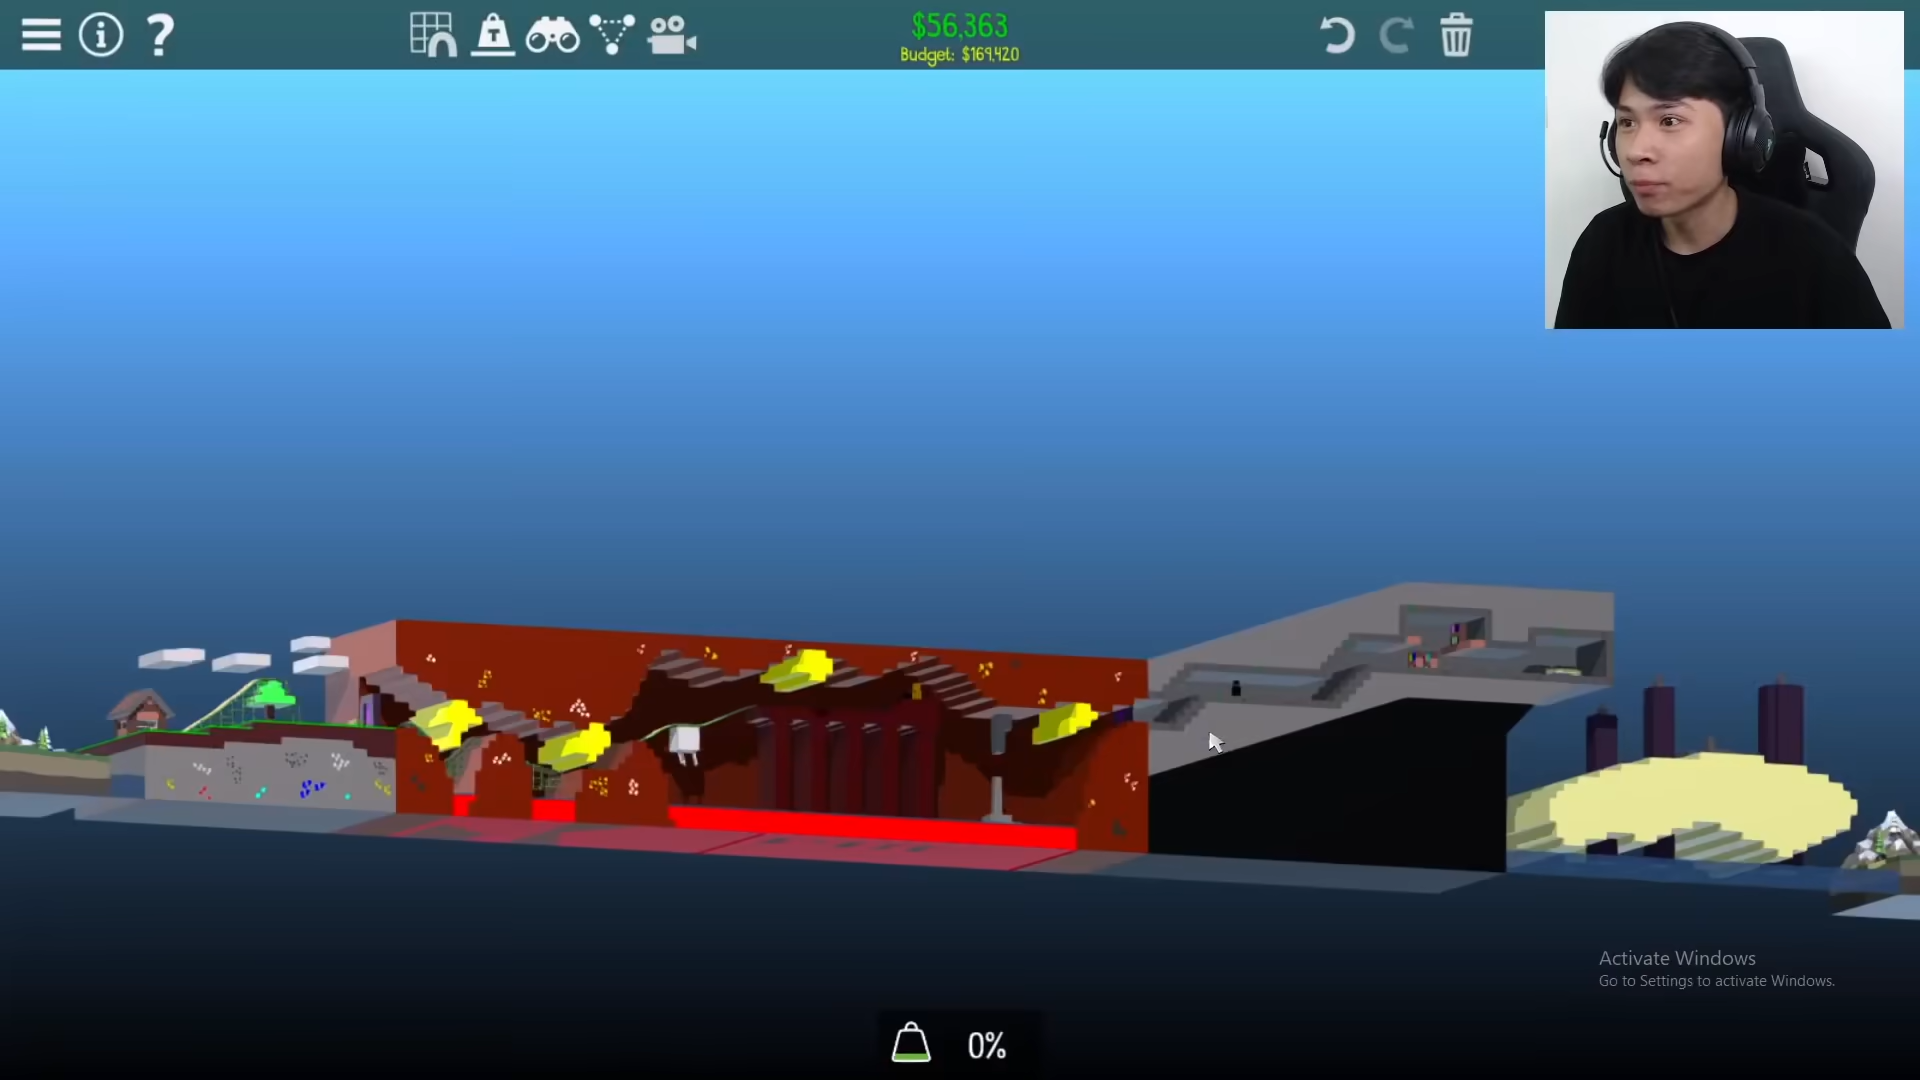 $56,363
Budget: $169,420
Activate Windows
Go to Settings to activate Windows.
0%